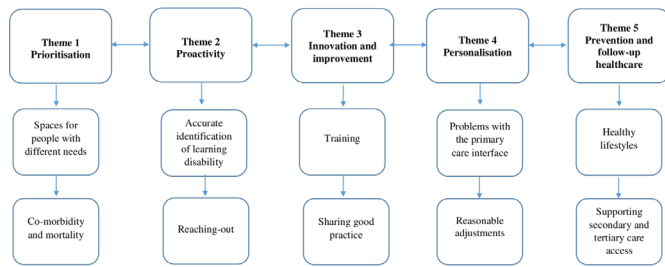 Theme 1
Prioritisation
Theme 2
Proactivity
Theme 3
Innovation and
improvement
Theme 4
Personalisation
Theme 5
Prevention and
follow-up
healthcare
Spaces for
people with
different needs
Accurate
identification
of learning
disability
Training
Problems with
the primary
care interface
Healthy
lifestyles
Co-morbidity
and mortality
Reaching-out
Sharing good
practice
Reasonable
adjustments
Supporting
secondary and
tertiary care
access